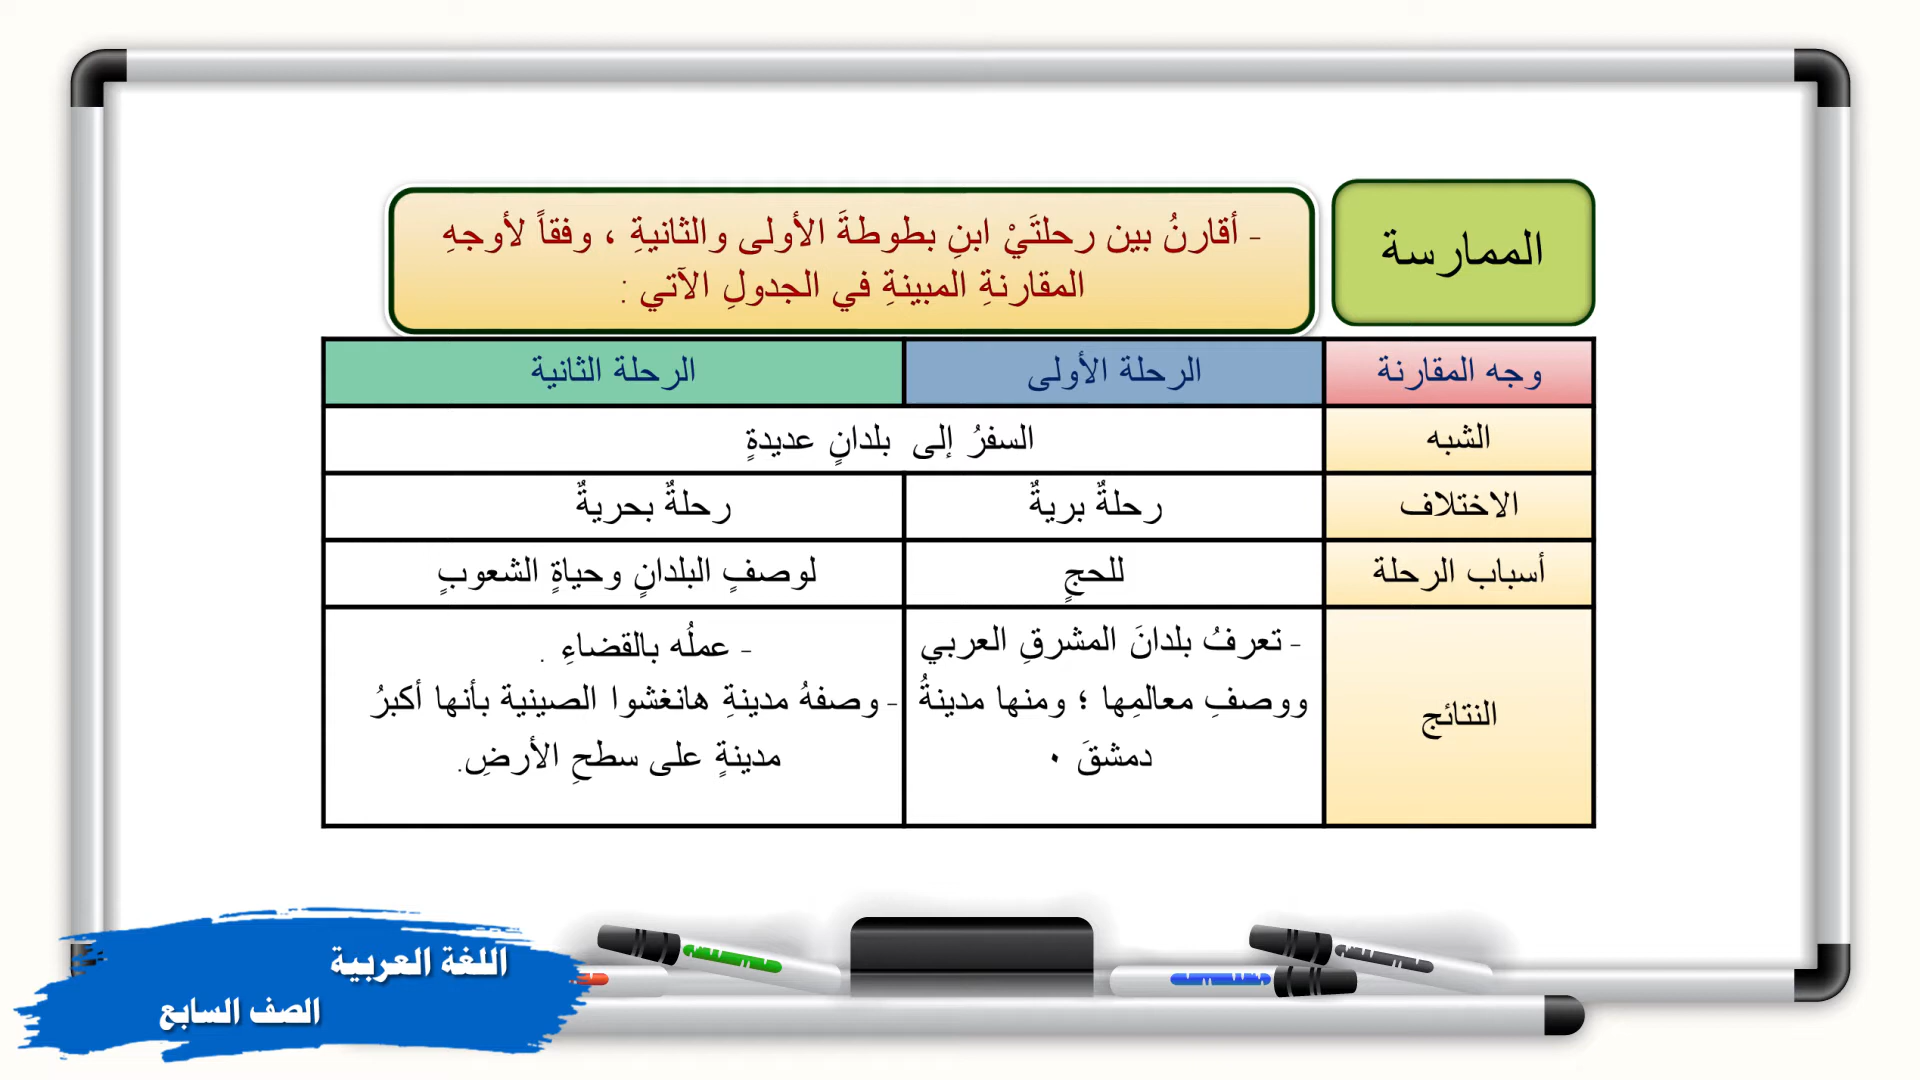 الممارسة
- أقارنُ بين رحلتَيْ ابنِ بطوطةَ الأولى والثانيةِ ، وفقاً لأوجهِ
المقارنةِ المبينةِ في الجدولِ الآتي :
وجه المقارنة الرحلة الأولى الرحلة الثانية
الشبه السفرُ إلى بلدانٍ عديدةٍ
الاختلاف رحلةٌ بريةٌ رحلةٌ بحريةٌ
أسباب الرحلة للحجٍ لوصفٍ البلدانٍ وحياةٍ الشعوبٍ
النتائج
- تعرفُ بلدانَ المشرقِ العربي
ووصفِ معالمِها ؛ ومنها مدينةُ
دمشقَ ٠
- عملُه بالقضاءِ .
- وصفهُ مدينةِ هانغشوا الصينية بأنها أكبرُ
مدينةٍ على سطحِ الأرضِ.
اللغة العربية
الصف السابع